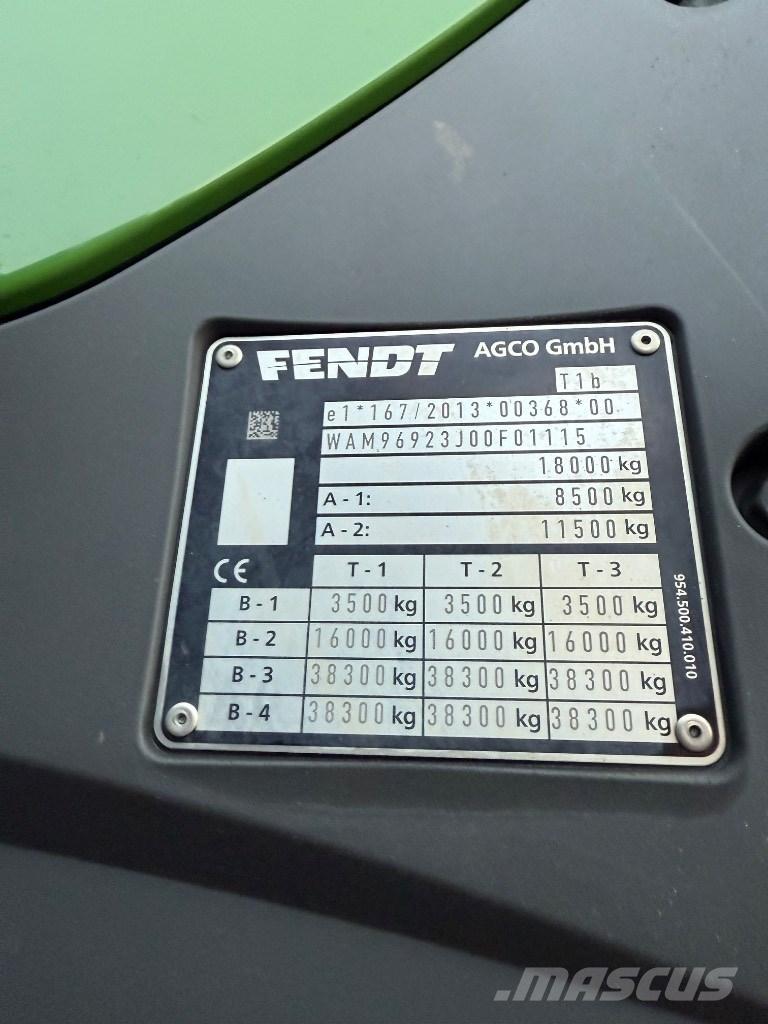 FENDT AGCO GmbH
T1b
e1*167/2013*00368*00
WAM96923J00F01115
18000 kg
A - 1: 8500 kg
A - 2: 11500 kg
CE T - 1 T - 2 T - 3
B - 1 3500 kg 3500 kg 3500 kg
B - 2 16000 kg 16000 kg 16000 kg
B - 3 38300 kg 38300 kg 38300 kg
B - 4 38300 kg 38300 kg 38300 kg
954.500.410.010
MASCUS